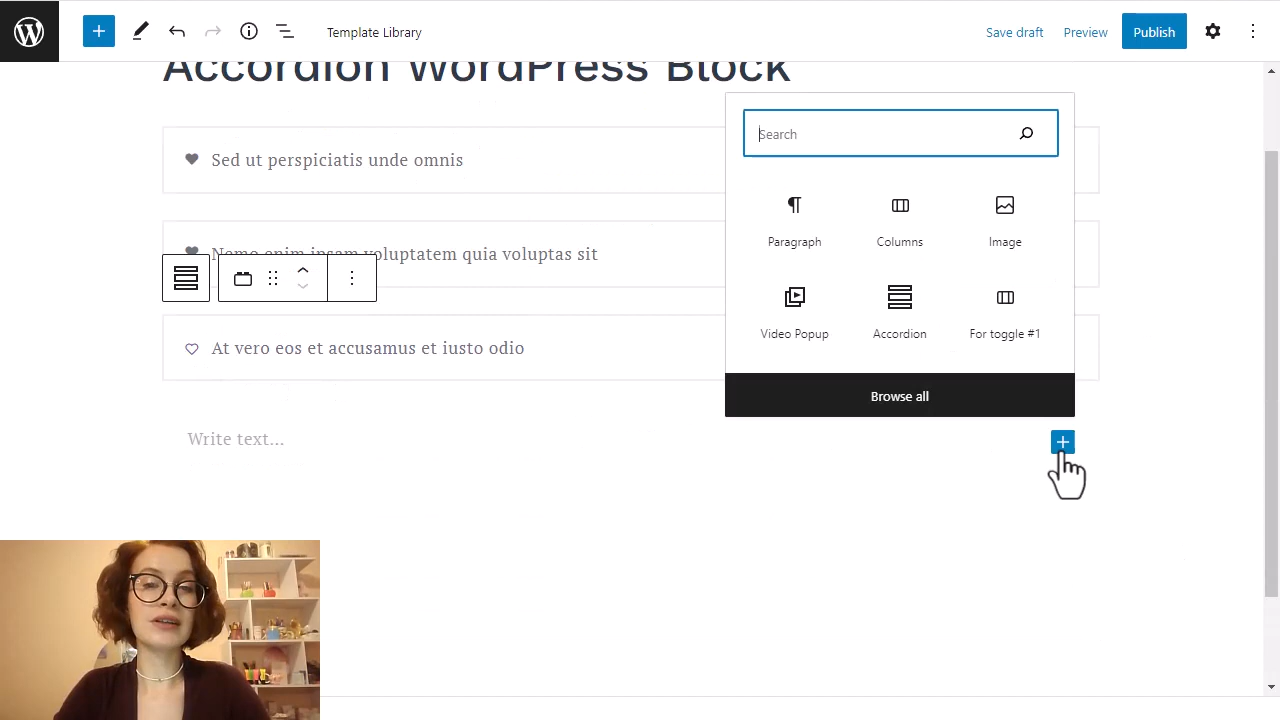 Template Library
Save draft
Preview
Publish
Accordion WordPress Block
Search
Sed ut perspiciatis unde omnis
Nemo enim ipsam voluptatem quia voluptas sit
At vero eos et accusamus et iusto odio
Paragraph
Columns
Image
Video Popup
Accordion
For toggle #1
Browse all
Write text...